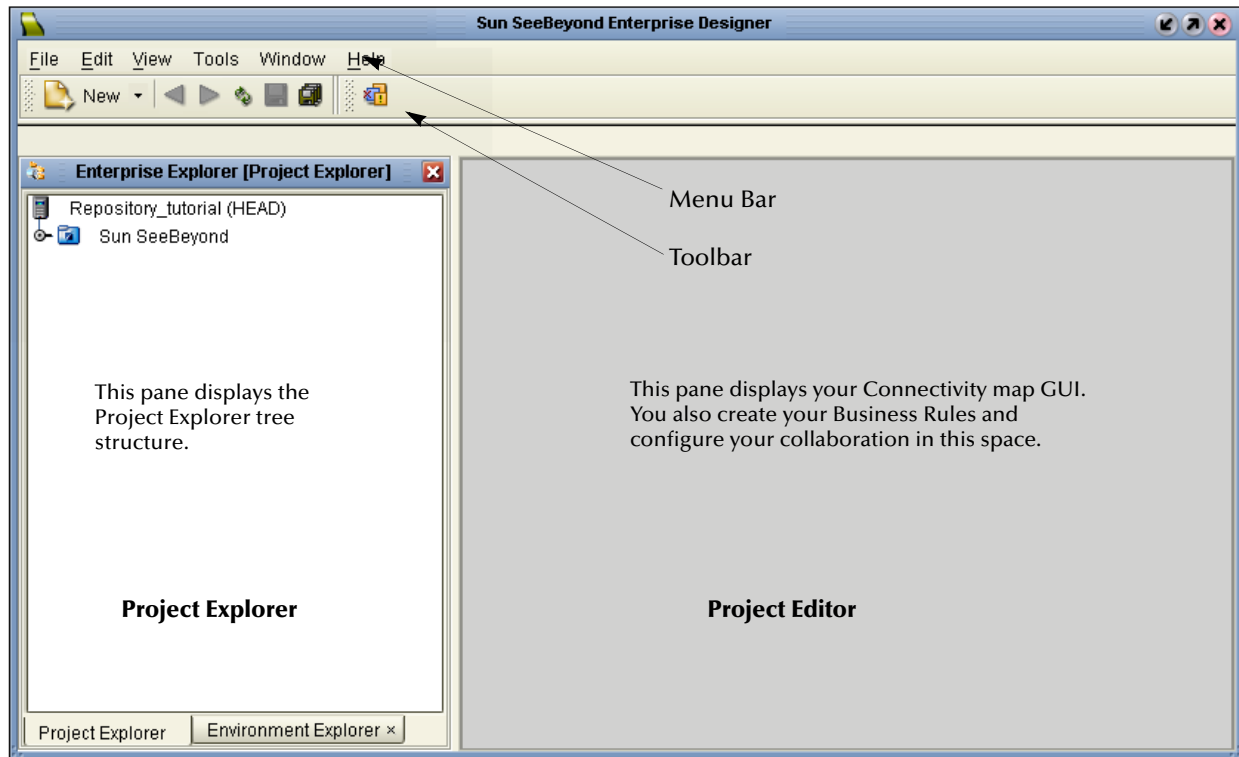 Sun SeeBeyond Enterprise Designer
File Edit View Tools Window Help
New
Enterprise Explorer [Project Explorer]
Repository_tutorial (HEAD)
Sun SeeBeyond
Menu Bar
Toolbar
This pane displays the
Project Explorer tree
structure.
This pane displays your Connectivity map GUI.
You also create your Business Rules and
configure your collaboration in this space.
Project Explorer
Project Editor
Project Explorer
Environment Explorer ×